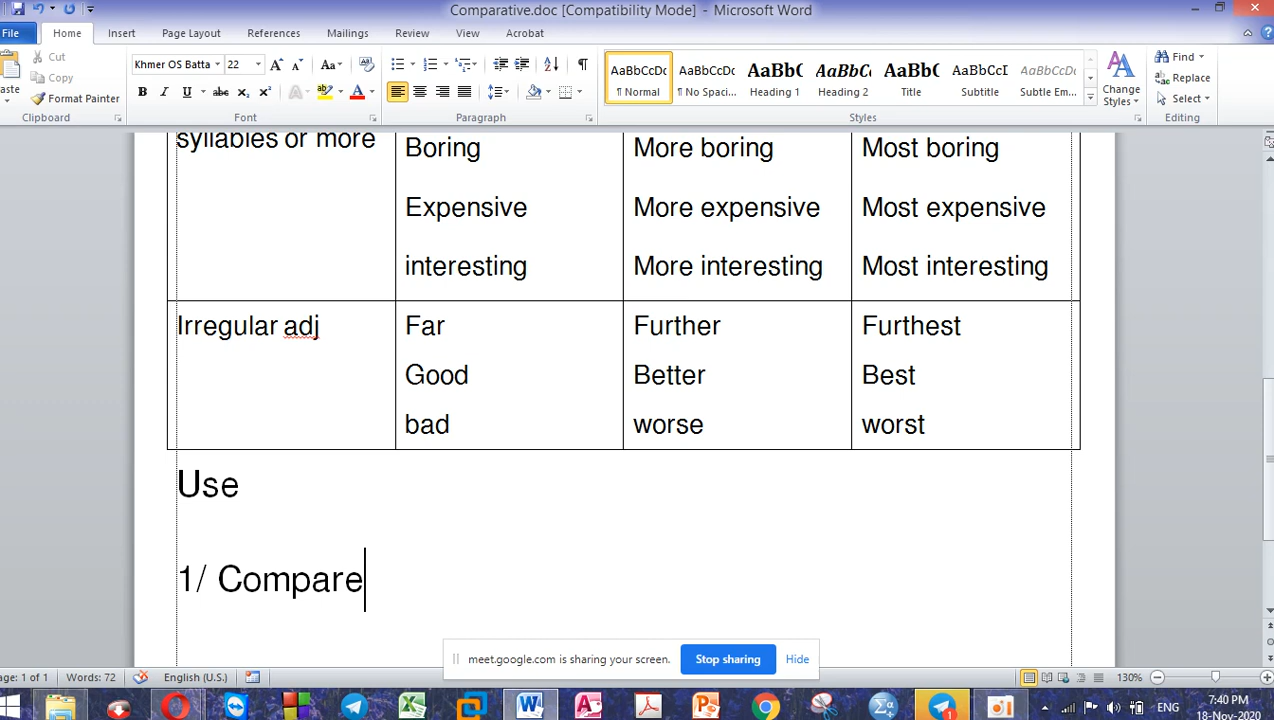 Comparative.doc [Compatibility Mode] - Microsoft Word
File Home Insert Page Layout References Mailings Review View Acrobat
Cut
Copy
Format Painter
Clipboard
Khmer OS Batta 22
Font
Paragraph
AaBbCcDc AaBbCcDc AaBbC AaBbC AaBbC AaBbCcI AaBbCcDc
¶ Normal ¶ No Spaci... Heading 1 Heading 2 Title Subtitle Subtle Em...
Change Styles
Styles
Find
Replace
Select
Editing
syllables or more
Boring More boring Most boring
Expensive More expensive Most expensive
interesting More interesting Most interesting
Irregular adj Far Further Furthest
Good Better Best
bad worse worst
Use
1/ Compare
meet.google.com is sharing your screen. Stop sharing Hide
age: 1 of 1 Words: 72 English (U.S.) 130%
ENG 7:40 PM
18-Nov-2020